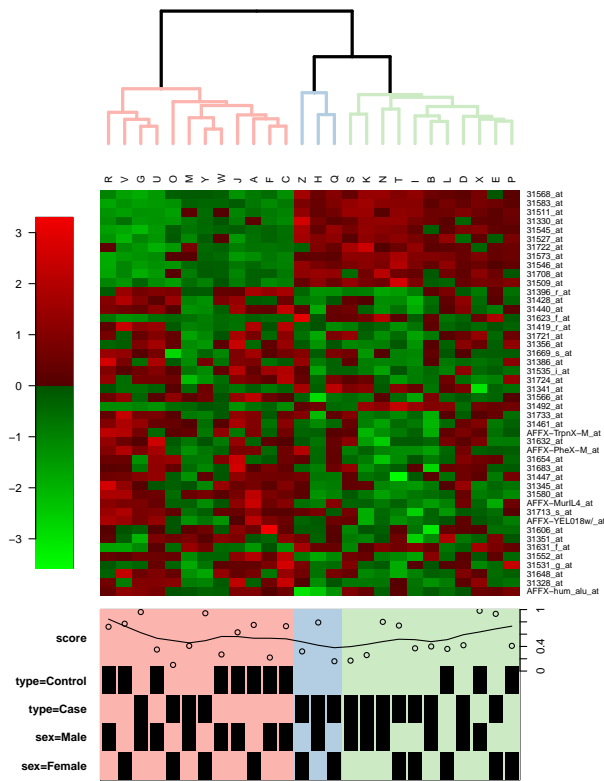 R V G U O M Y W J A F C Z H Q S K N T I B L D X E P
31568_at
31583_at
31511_at
31330_at
31545_at
31527_at
31722_at
31573_at
31546_at
31708_at
31509_at
31396_r_at
31428_at
31440_at
31623_f_at
31419_r_at
31721_at
31356_at
31669_s_at
31386_at
31535_i_at
31724_at
31341_at
31566_at
31492_at
31733_at
31461_at
AFFX−TrpnX−M_at
31632_at
AFFX−PheX−M_at
31654_at
31683_at
31447_at
31345_at
31580_at
AFFX−MurIL4_at
31713_s_at
AFFX−YEL018w/_at
31606_at
31351_at
31631_f_at
31552_at
31531_g_at
31648_at
31328_at
AFFX−hum_alu_at
3
2
1
0
−1
−2
−3
score
0 0.4 1
type=Control
type=Case
sex=Male
sex=Female